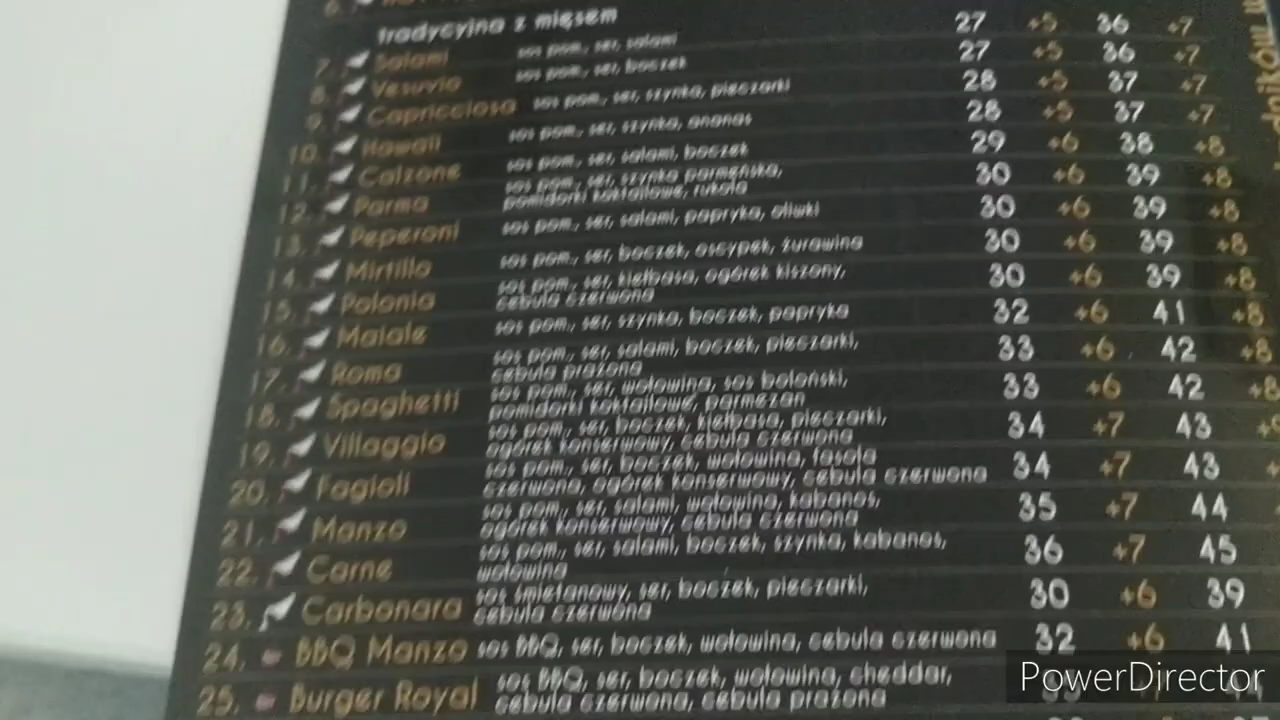 tradycyjna z mięsem
7. Salami sos pom., ser, salami 27 +5 36 +7
8. Vesuvio sos pom., ser, boczek 27 +5 36 +7
9. Capricciosa sos pom., ser, szynka, pieczarki 28 +5 37 +7
10. Hawaii sos pom., ser, szynka, ananas 28 +5 37 +7
11. Calzone sos pom., ser, salami, boczek 29 +6 38 +8
12. Parma sos pom., ser, szynka parmeńska, 30 +6 39 +8
pomidorki koktajlowe, rukola
13. Peperoni sos pom., ser, salami, papryka, oliwki 30 +6 39 +8
14. Mirtillo sos pom., ser, boczek, oscypek, żurawina 30 +6 39 +8
15. Polonia sos pom., ser, kiełbasa, ogórek kiszony, 30 +6 39 +8
cebula czerwona
16. Maiale sos pom., ser, szynka, boczek, papryka 32 +6 41 +8
17. Roma sos pom., ser, salami, boczek, pieczarki, 33 +6 42 +8
cebula prażona
18. Spaghetti sos pom., ser, wołowina, sos boloński, 33 +6 42 +8
pomidorki koktajlowe, parmezan
19. Villaggio sos pom., ser, boczek, kiełbasa, pieczarki, 34 +7 43
ogórek konserwowy, cebula czerwona
20. Fagioli sos pom., ser, boczek, wołowina, fasola 34 +7 43
czerwona, ogórek konserwowy, cebula czerwona
21. Manzo sos pom., ser, salami, wołowina, kabanos, 35 +7 44
ogórek konserwowy, cebula czerwona
22. Carne sos pom., ser, salami, boczek, szynka, kabanos, 36 +7 45
wołowina
23. Carbonara sos śmietanowy, ser, boczek, pieczarki, 30 +6 39
cebula czerwona
24. BBQ Manzo sos BBQ, ser, boczek, wołowina, cebula czerwona 32 +6 41
25. Burger Royal sos BBQ, ser, boczek, wołowina, cheddar,
cebula czerwona, cebula prażona
PowerDirector